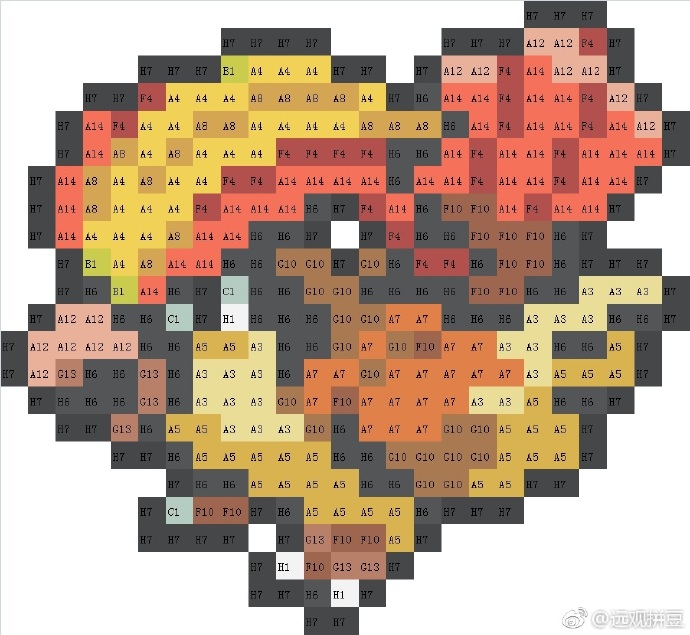 H7 H7 H7
H7 H7 H7 H7 H7 H7 H7 A12 A12 F4 H7
H7 H7 H7 B1 A4 A4 A4 H7 H7 H7 A12 A12 F4 A14 A12 A12 H7
H7 H7 F4 A4 A4 A4 A8 A8 A8 A8 A4 H7 H6 A14 A14 F4 A14 A14 F4 A12 H7
H7 A14 F4 A4 A4 A8 A8 A4 A4 A4 A4 A8 A8 A8 H6 A14 F4 A14 A14 F4 A14 A12 H7
H7 A14 A8 A4 A8 A4 A4 A4 F4 F4 F4 F4 H6 H6 A14 F4 A14 A14 F4 A14 A14 A14 H7
H7 A14 A8 A4 A8 A4 A4 F4 F4 A14 A14 A14 A14 H6 A14 A14 F4 A14 A14 F4 A14 A14 H7
H7 A14 A8 A4 A4 A4 F4 A14 A14 A14 H6 H7 F4 A14 H6 F10 F10 A14 F4 A14 A14 H7
H7 A14 A4 A4 A4 A8 A14 A14 H6 H6 H7 H7 F4 H6 H6 F10 F10 F10 H6 H7
H7 B1 A4 A8 A14 A14 H6 H6 G10 G10 H7 G10 H6 F4 F4 H6 F10 F10 H6 H7
H7 H6 B1 A14 H6 H7 C1 H6 H6 G10 G10 H6 H6 H6 H6 F10 F10 H6 H6 A3 A3 A3 H7
H7 A12 A12 H6 H6 C1 H7 H1 H6 H6 H6 G10 G10 A7 A7 H6 H6 H6 A3 A3 A3 H6 H6 H7
H7 A12 A12 A12 A12 H6 H6 A5 A5 A3 H6 H6 G10 A7 G10 F10 A7 A7 A3 A3 H6 H6 A5 H7
H7 A12 G13 H6 H6 G13 H6 A3 A3 A3 H6 A7 A7 G10 A7 A7 A7 A7 A7 A3 A5 A5 A5 H7
H7 H6 H6 H6 G13 H6 A3 A3 A3 G10 A7 F10 A7 A7 A7 A7 A3 A3 A5 H6 H6 H7
H7 H7 G13 H6 A5 A5 A3 A3 A3 G10 H6 A7 A7 A7 G10 G10 A5 A5 A5 H7
H7 H7 H6 A5 A5 A5 A5 A5 H6 H6 G10 G10 G10 G10 A5 A5 A5 H7
H7 H6 H6 A5 A5 A5 A5 H6 H6 G10 G10 A5 A5 H7 H7
H7 C1 F10 F10 H7 H6 A5 A5 A5 A5 H6 H7 H7 H7
H7 H7 H7 H7 H7 G13 F10 F10 A5 H7
H7 H1 F10 G13 G13 H7
H7 H7 H6 H1 H7
H7 H7
@远观拼豆